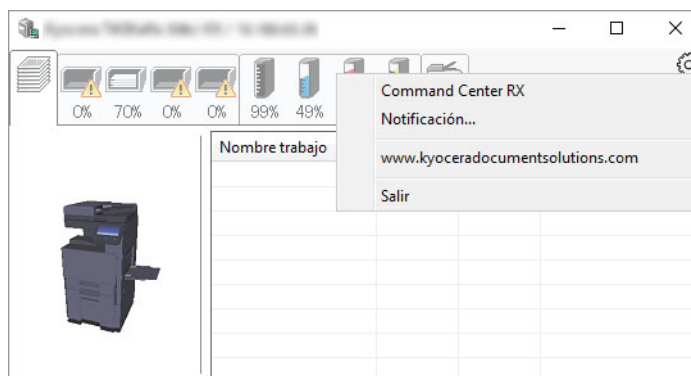 0% 70% 0% 0% 99% 49%
Command Center RX
Notificación...
www.kyoceradocumentsolutions.com
Salir
Nombre trabajo